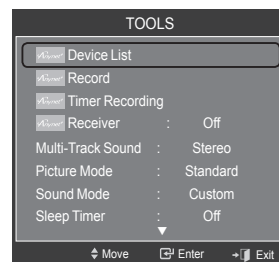 TOOLS
Device List
Record
Timer Recording
Receiver : Off
Multi-Track Sound : Stereo
Picture Mode : Standard
Sound Mode : Custom
Sleep Timer : Off
Move Enter Exit